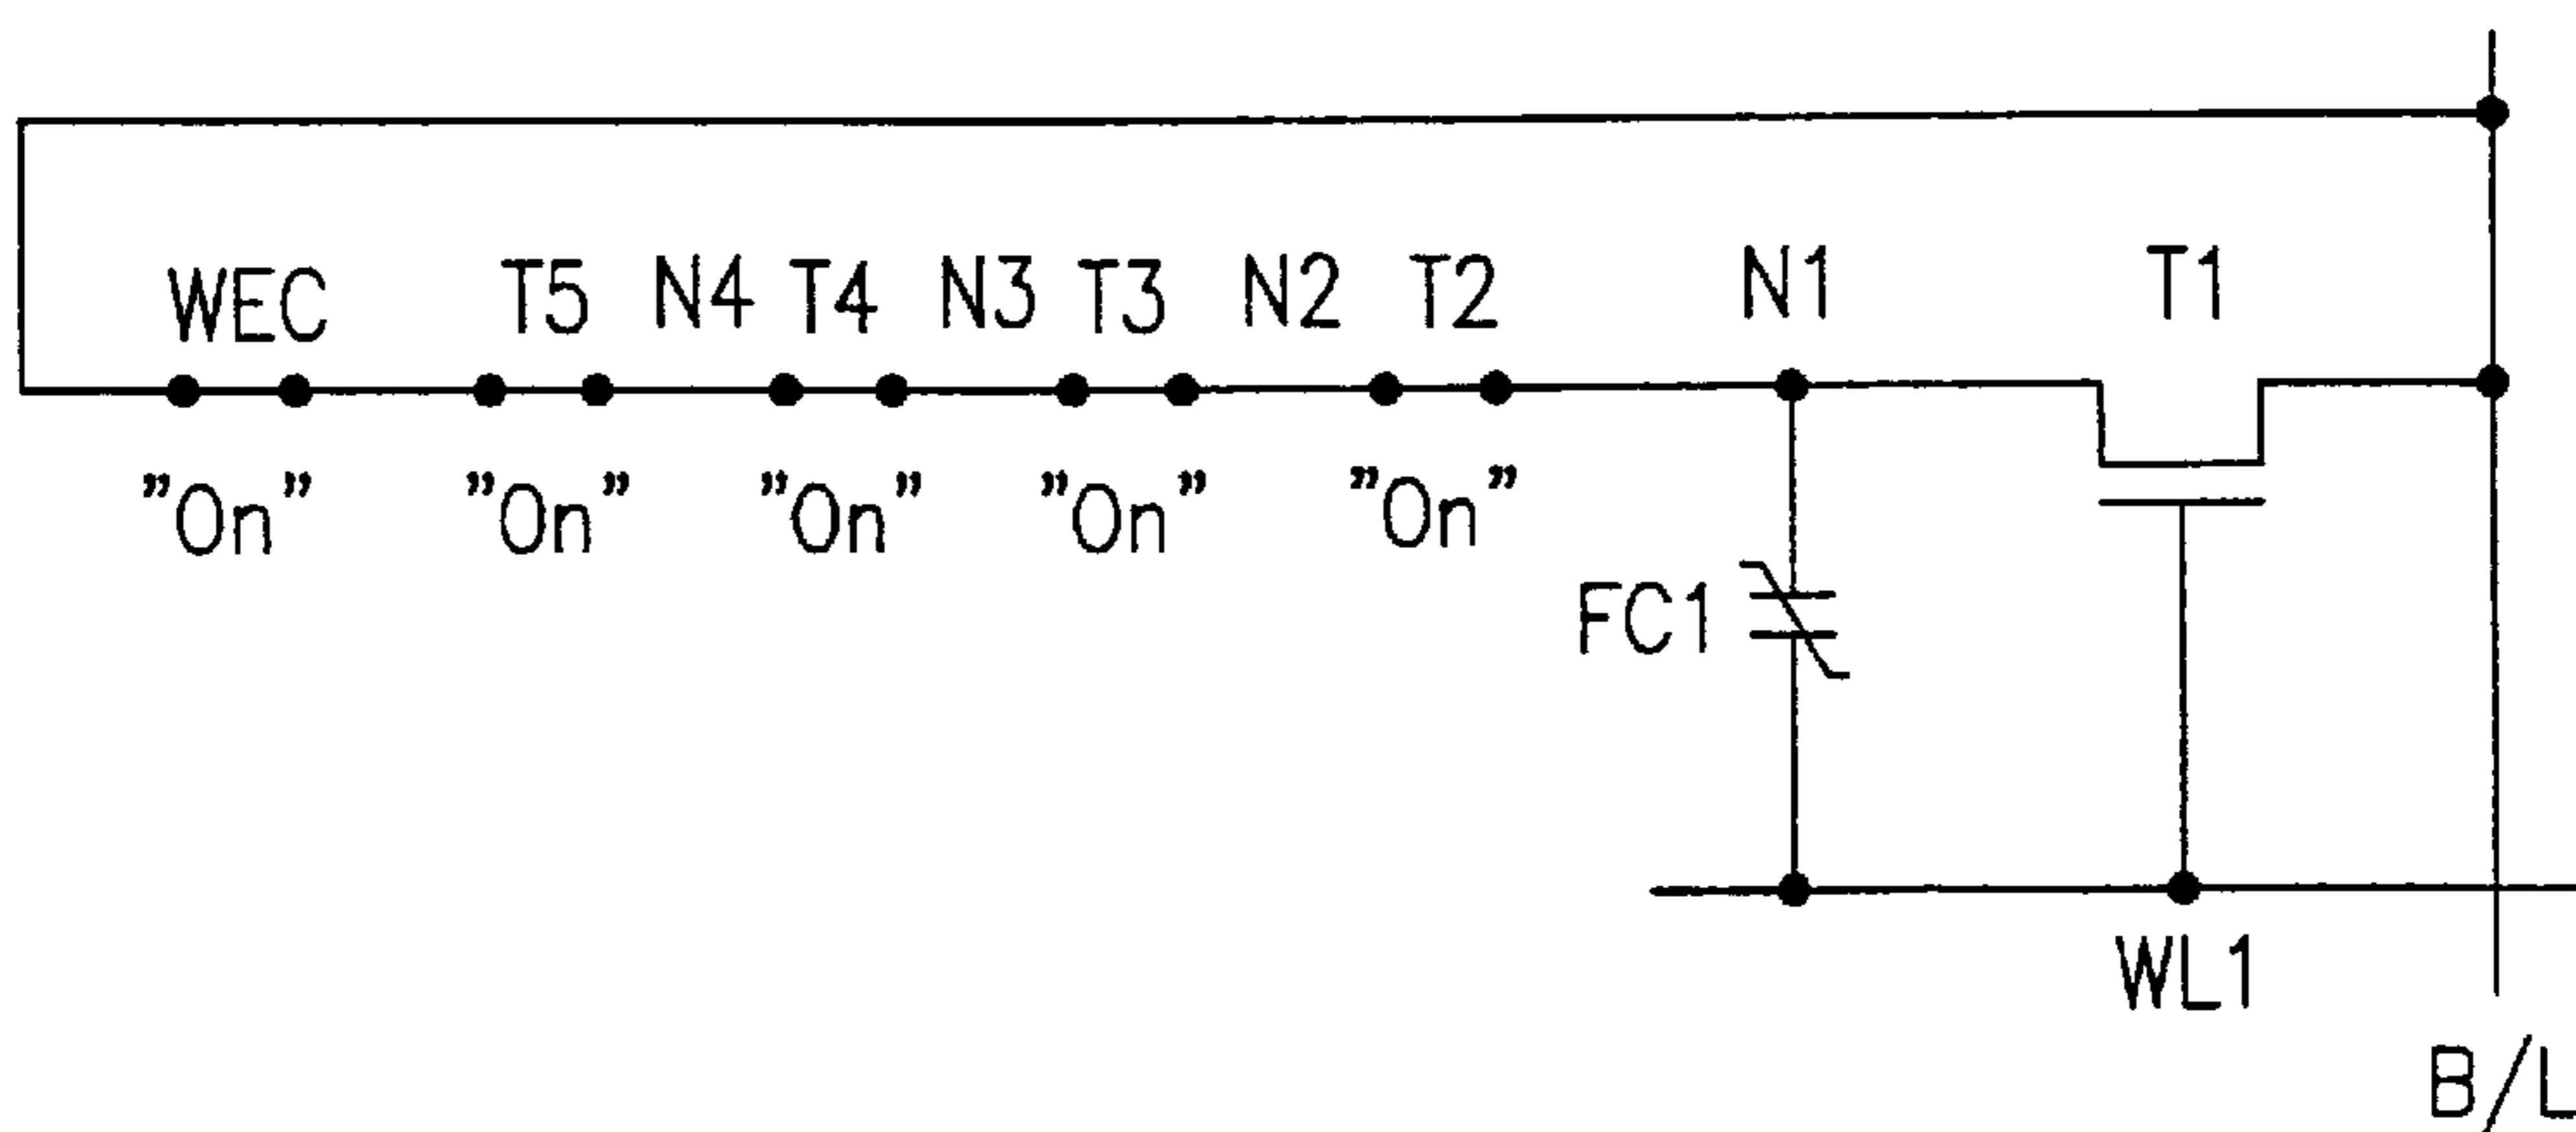 WEC T5 N4 T4 N3 T3 N2 T2 N1 T1
"On" "On" "On" "On" "On"
FC1
WL1
B/L